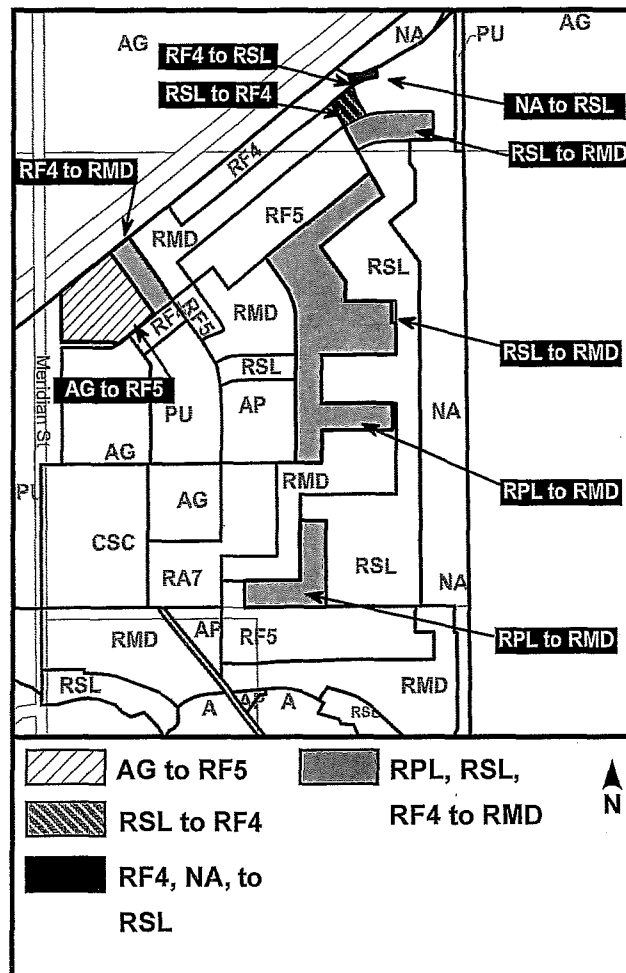 AG
NA
PU
AG
RF4 to RSL
RSL to RF4
NA to RSL
RSL to RMD
RF4 to RMD
RF4
RF5
RMD
RSL
RMD
RF5
RSL to RMD
AG to RF5
RSL
Meridian St
PU
AP
NA
AG
RMD
RPL to RMD
PU
AG
CSC
RA7
RSL
NA
RMD
AP
RF5
RPL to RMD
RSL
A
AP
A
RSL
RMD
AG to RF5
RPL, RSL,
RF4 to RMD
N
RSL to RF4
RF4, NA, to
RSL